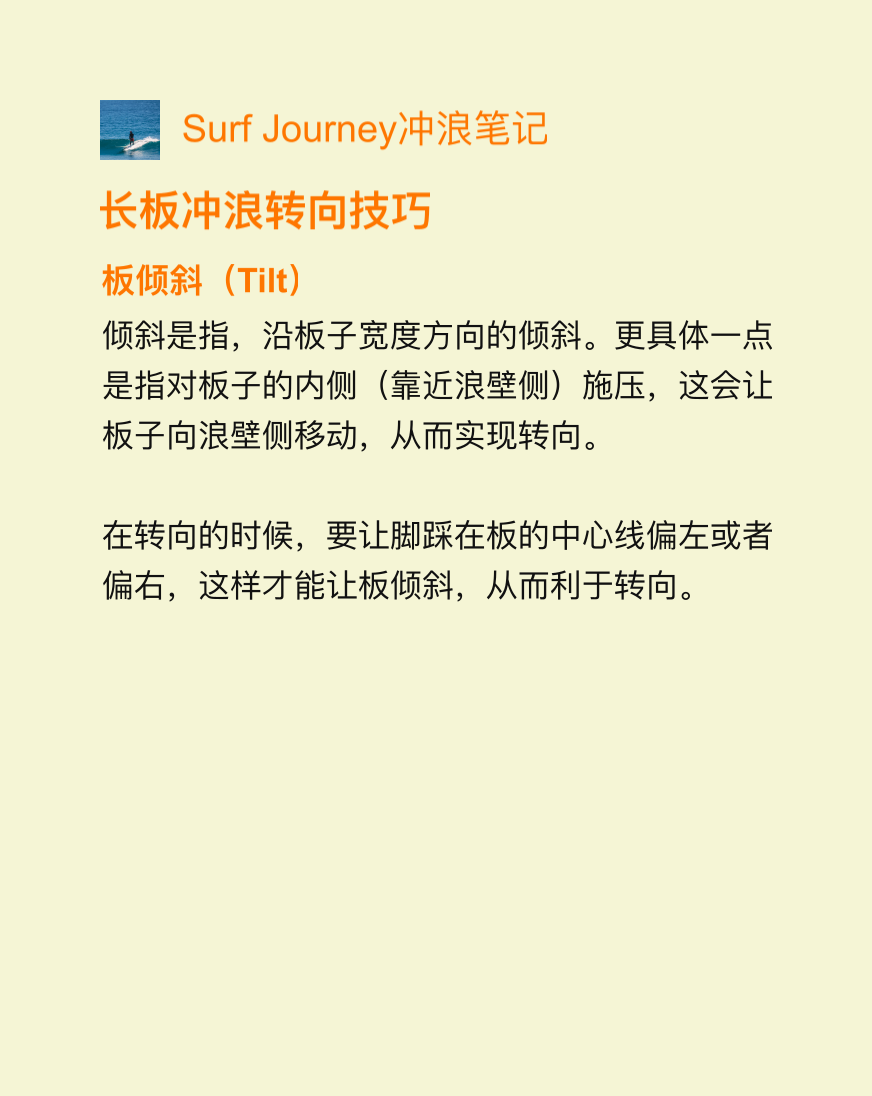 Surf Journey冲浪笔记
长板冲浪转向技巧
板倾斜（Tilt）
倾斜是指，沿板子宽度方向的倾斜。更具体一点
是指对板子的内侧（靠近浪壁侧）施压，这会让
板子向浪壁侧移动，从而实现转向。
在转向的时候，要让脚踩在板的中心线偏左或者
偏右，这样才能让板倾斜，从而利于转向。